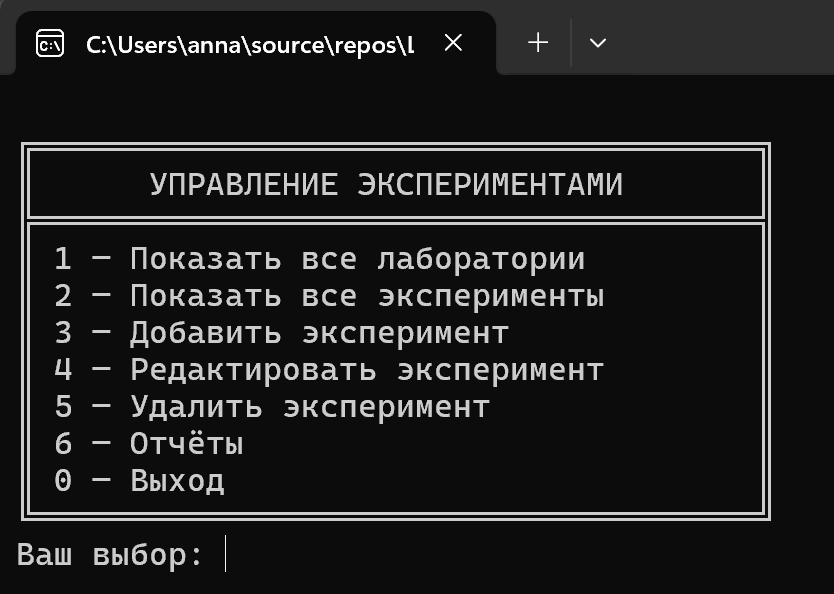 C:\Users\anna\source\repos\L
УПРАВЛЕНИЕ ЭКСПЕРИМЕНТАМИ
1 — Показать все лаборатории
2 — Показать все эксперименты
3 — Добавить эксперимент
4 — Редактировать эксперимент
5 — Удалить эксперимент
6 — Отчёты
0 — Выход
Ваш выбор: